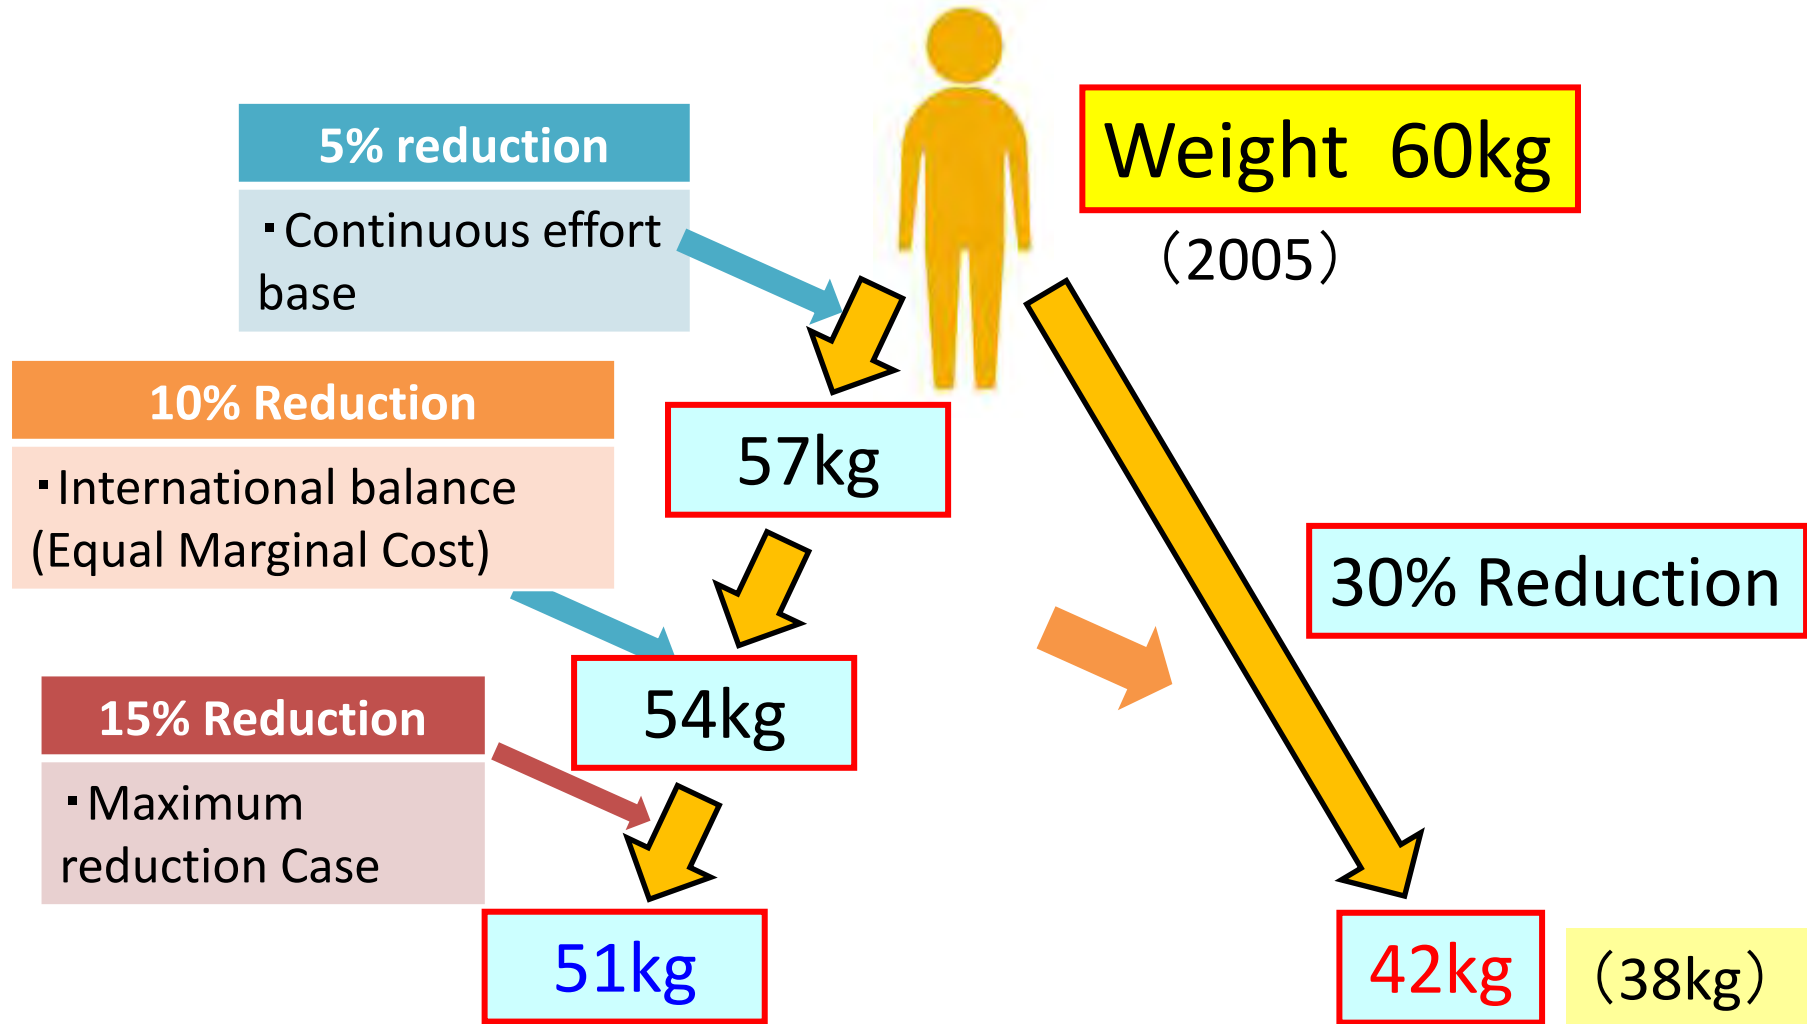 Weight 60kg
（2005）
5% reduction
・Continuous effort
base
10% Reduction
・International balance
(Equal Marginal Cost)
57kg
30% Reduction
54kg
15% Reduction
・Maximum
reduction Case
51kg
42kg
（38kg）